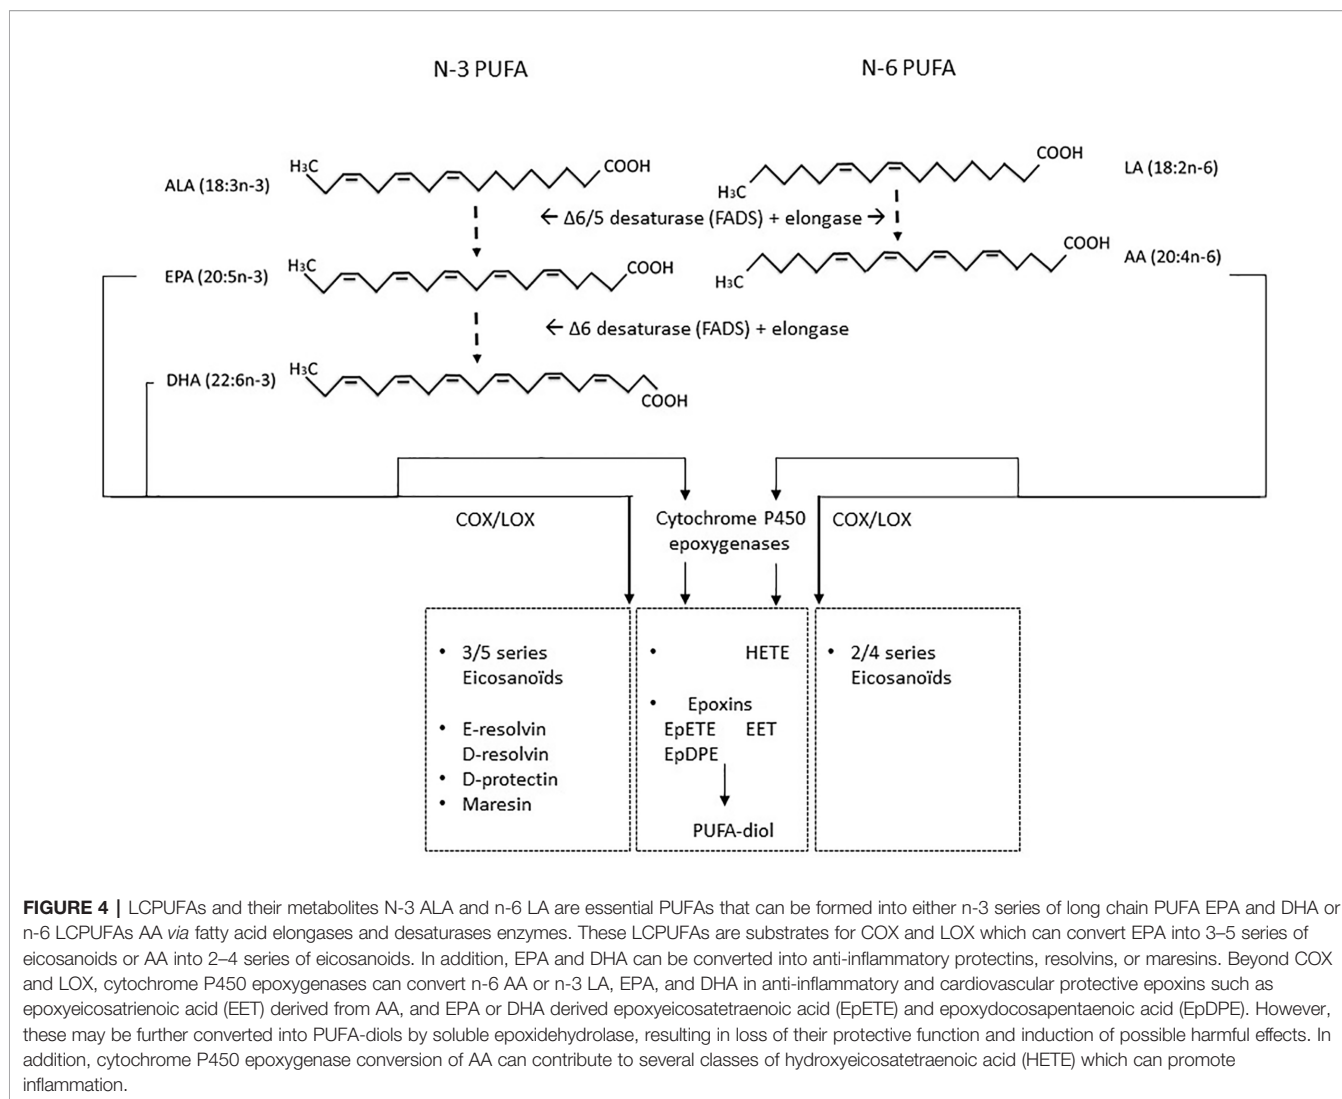 N-3 PUFA
N-6 PUFA
ALA (18:3n-3)
H₃C
COOH
H₃C
COOH
LA (18:2n-6)
← Δ6/5 desaturase (FADS) + elongase →
EPA (20:5n-3)
H₃C
COOH
H₃C
COOH
AA (20:4n-6)
← Δ6 desaturase (FADS) + elongase
DHA (22:6n-3)
H₃C
COOH
COX/LOX
Cytochrome P450
epoxygenases
COX/LOX
• 3/5 series
Eicosanoïds
• E-resolvin
D-resolvin
• D-protectin
• Maresin
• HETE
• Epoxins
EpETE EET
EpDPE
PUFA-diol
• 2/4 series
Eicosanoïds
FIGURE 4 | LCPUFAs and their metabolites N-3 ALA and n-6 LA are essential PUFAs that can be formed into either n-3 series of long chain PUFA EPA and DHA or
n-6 LCPUFAs AA via fatty acid elongases and desaturases enzymes. These LCPUFAs are substrates for COX and LOX which can convert EPA into 3–5 series of
eicosanoids or AA into 2–4 series of eicosanoids. In addition, EPA and DHA can be converted into anti-inflammatory protectins, resolvins, or maresins. Beyond COX
and LOX, cytochrome P450 epoxygenases can convert n-6 AA or n-3 LA, EPA, and DHA in anti-inflammatory and cardiovascular protective epoxins such as
epoxyeicosatrienoic acid (EET) derived from AA, and EPA or DHA derived epoxyeicosatetraenoic acid (EpETE) and epoxydocosapentaenoic acid (EpDPE). However,
these may be further converted into PUFA-diols by soluble epoxidehydrolase, resulting in loss of their protective function and induction of possible harmful effects. In
addition, cytochrome P450 epoxygenase conversion of AA can contribute to several classes of hydroxyeicosatetraenoic acid (HETE) which can promote
inflammation.